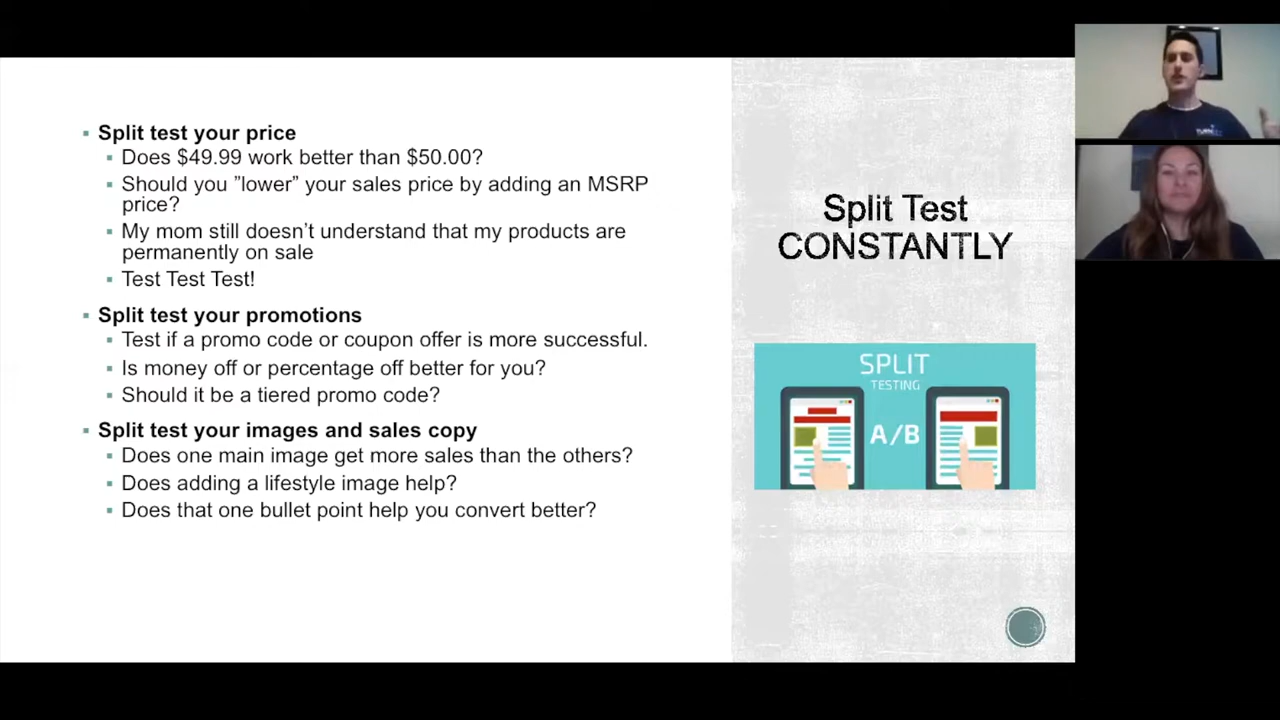 Split test your price
Does $49.99 work better than $50.00?
Should you ”lower” your sales price by adding an MSRP
price?
My mom still doesn’t understand that my products are
permanently on sale
Test Test Test!
Split test your promotions
Test if a promo code or coupon offer is more successful.
Is money off or percentage off better for you?
Should it be a tiered promo code?
Split test your images and sales copy
Does one main image get more sales than the others?
Does adding a lifestyle image help?
Does that one bullet point help you convert better?
Split Test
CONSTANTLY
SPLIT
TESTING
A/B